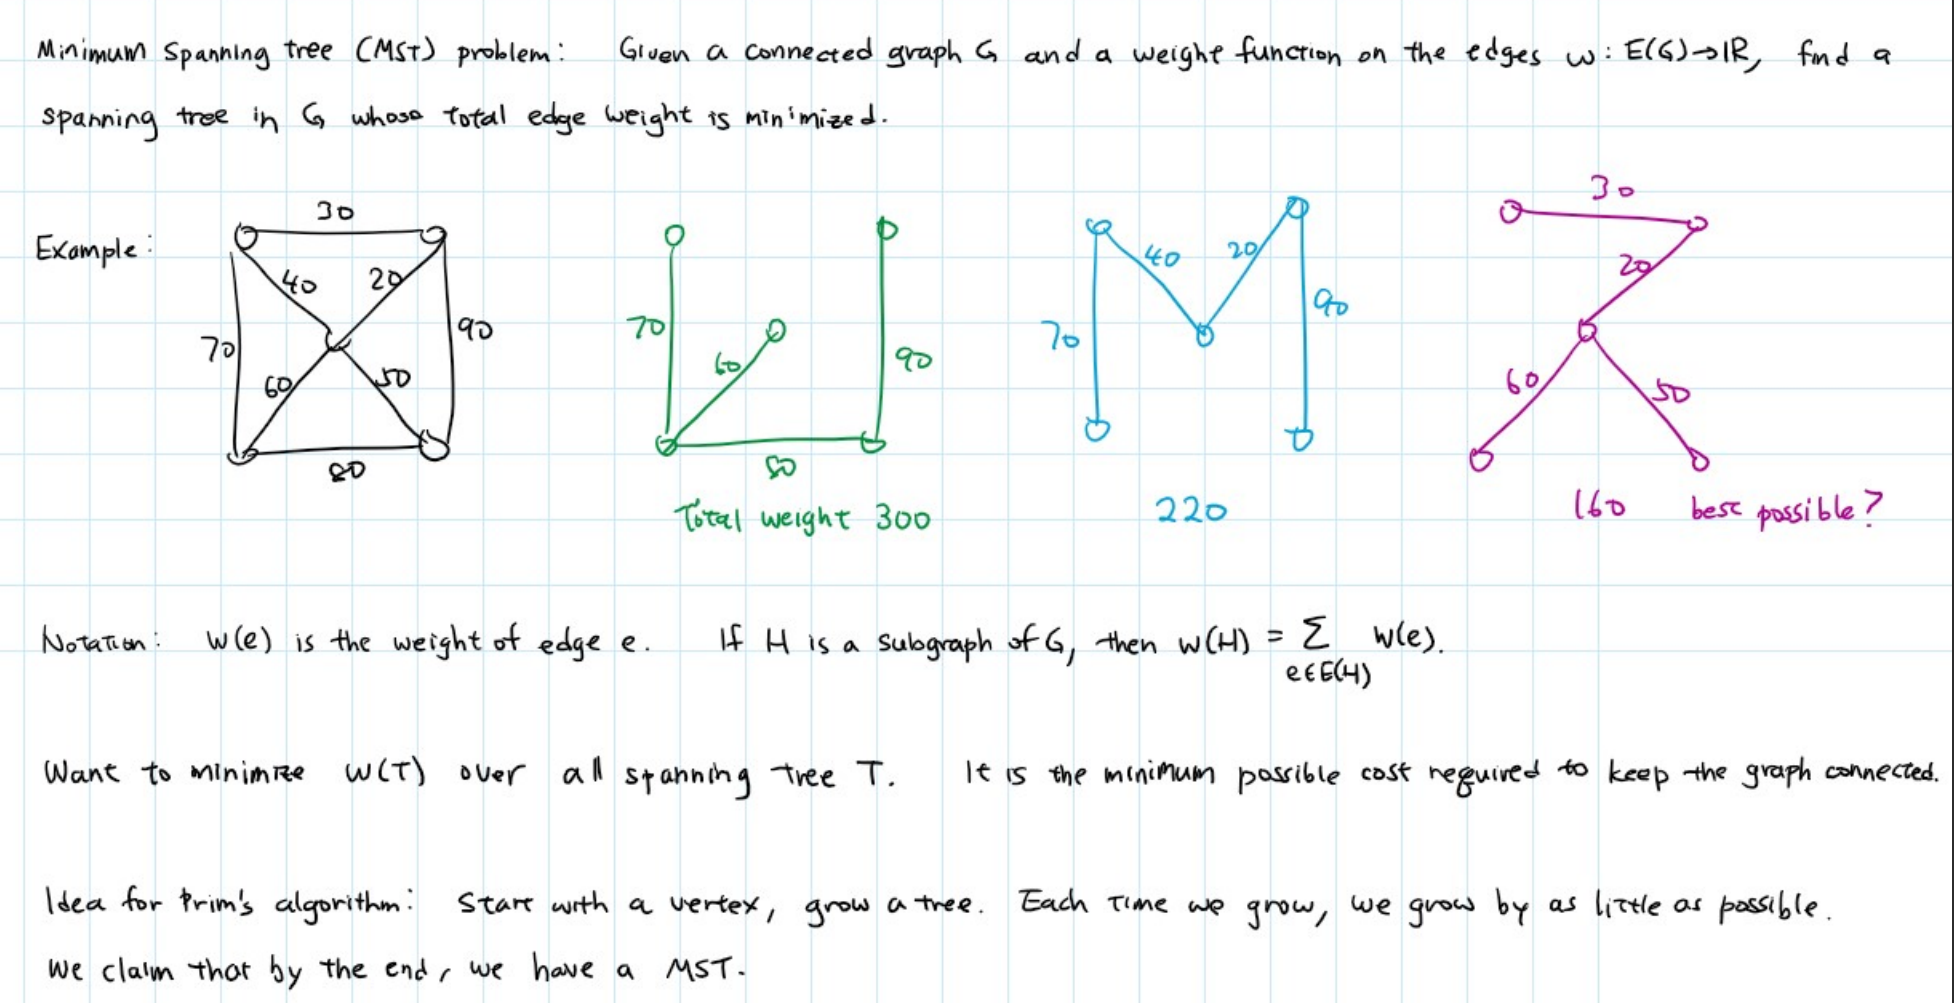 Minimum spanning tree (MST) problem: Given a connected graph G and a weight function on the edges w: E(G)→ℝ, find a
spanning tree in G whose total edge weight is minimized.
Example:
30
40
20
70
90
60
50
80
70
60
90
80
Total weight 300
40
20
70
90
220
30
20
60
50
160 best possible?
Notation: w(e) is the weight of edge e. If H is a subgraph of G, then w(H) = Σ w(e).
e∈E(H)
Want to minimize w(T) over all spanning tree T. It is the minimum possible cost required to keep the graph connected.
Idea for Prim's algorithm: Start with a vertex, grow a tree. Each time we grow, we grow by as little as possible.
We claim that by the end, we have a MST.